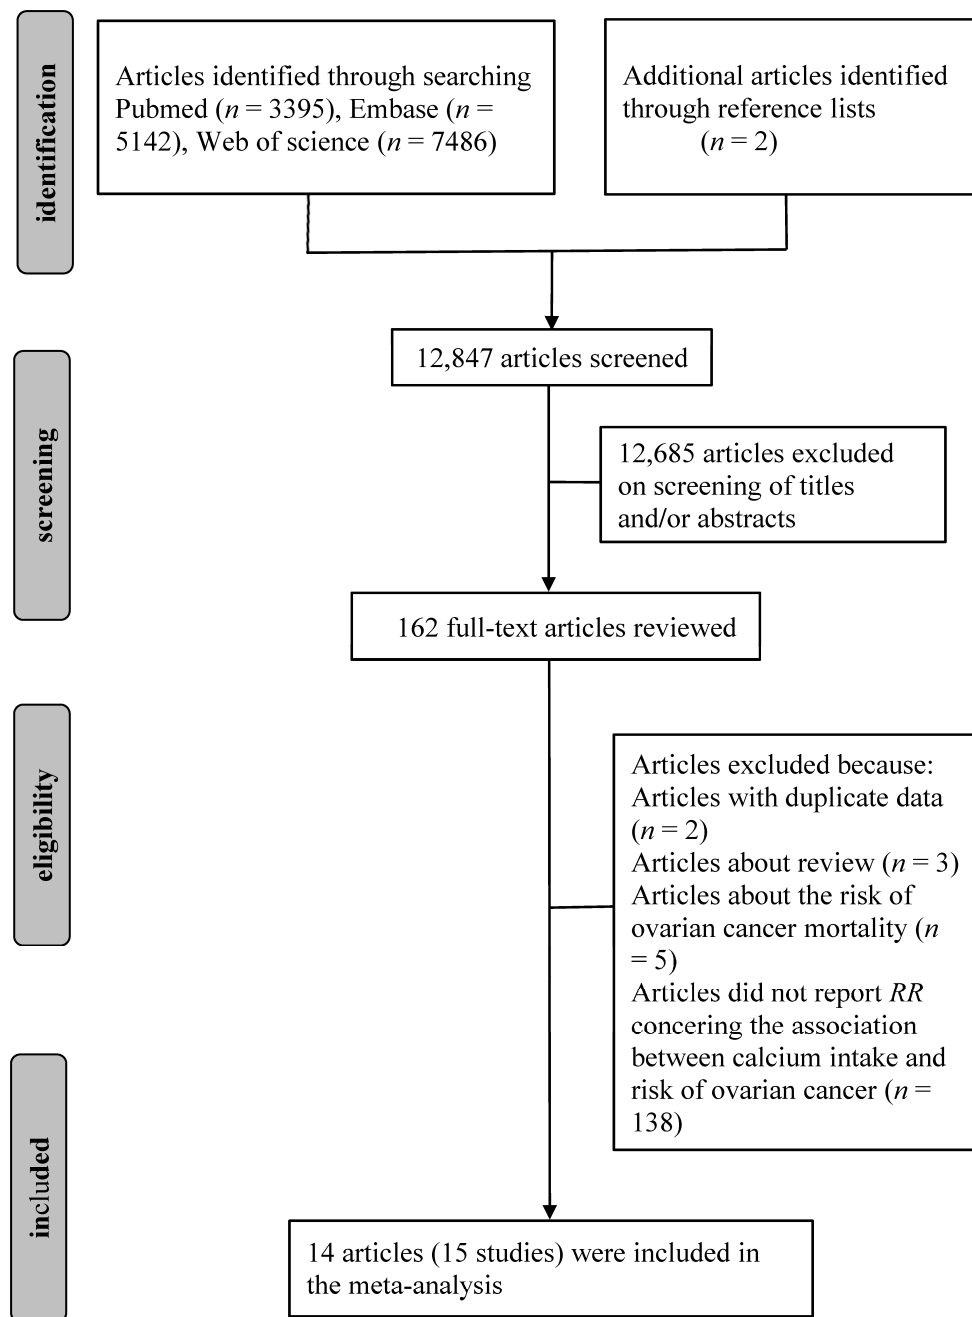 identification
Articles identified through searching
Pubmed (n = 3395), Embase (n =
5142), Web of science (n = 7486)
Additional articles identified
through reference lists
(n = 2)
screening
12,847 articles screened
12,685 articles excluded
on screening of titles
and/or abstracts
162 full-text articles reviewed
eligibility
Articles excluded because:
Articles with duplicate data
(n = 2)
Articles about review (n = 3)
Articles about the risk of
ovarian cancer mortality (n
= 5)
Articles did not report RR
concering the association
between calcium intake and
risk of ovarian cancer (n =
138)
included
14 articles (15 studies) were included in
the meta-analysis